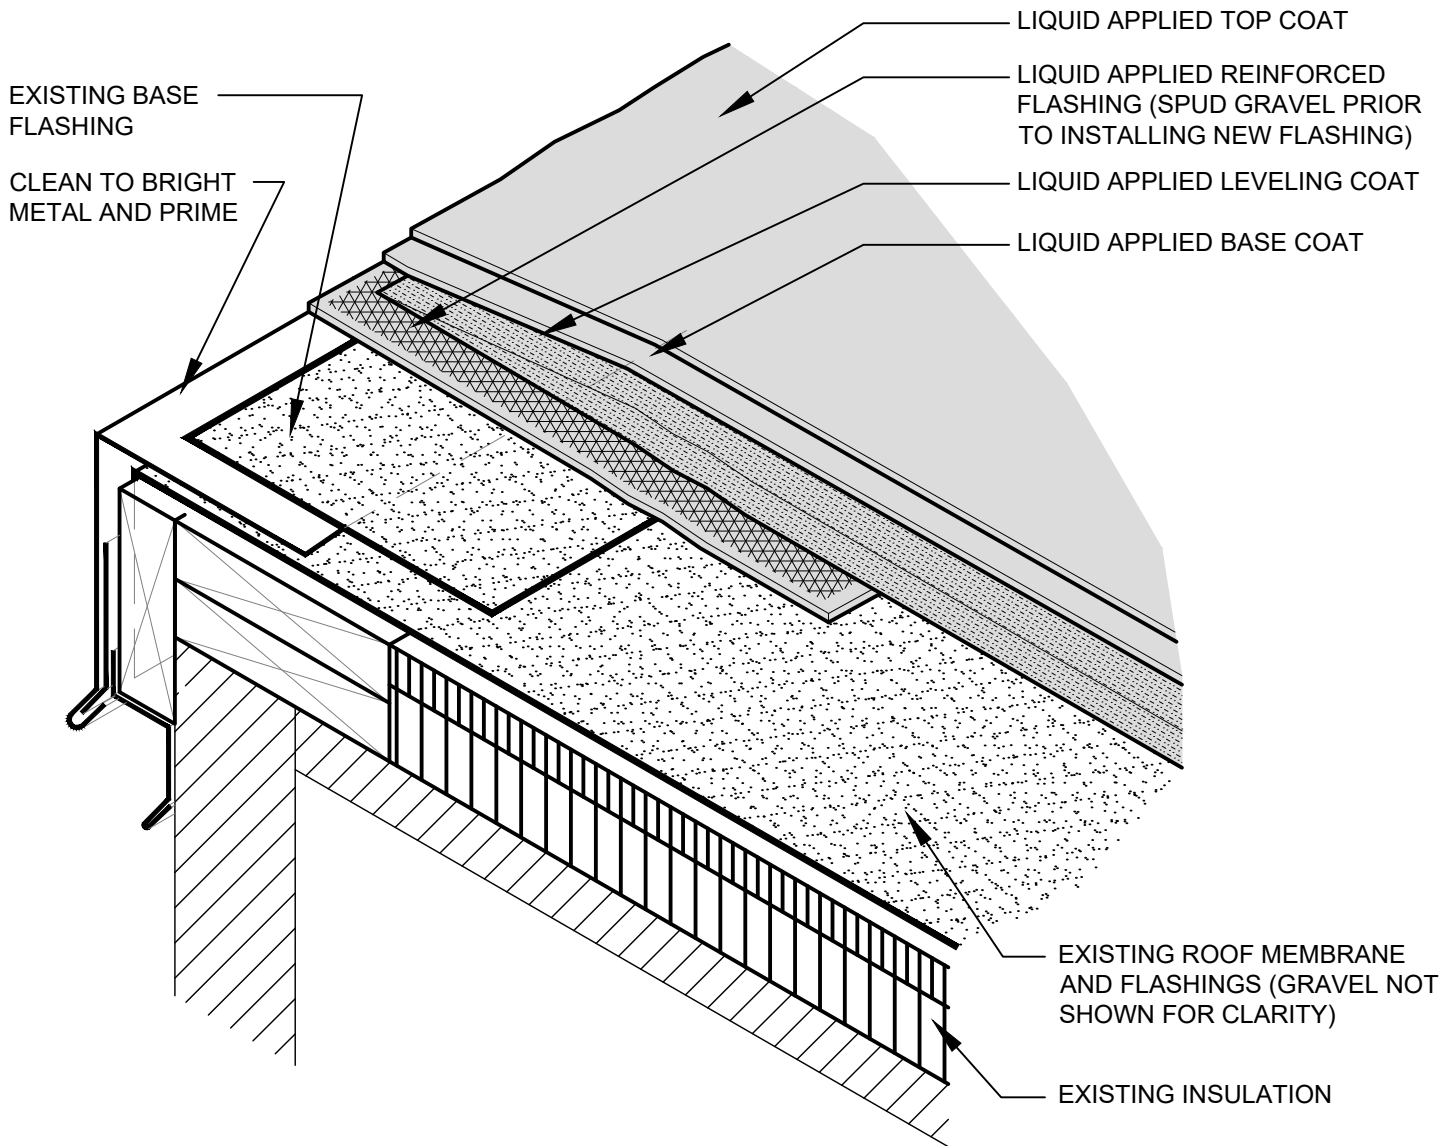 LIQUID APPLIED TOP COAT
LIQUID APPLIED REINFORCED
FLASHING (SPUD GRAVEL PRIOR
TO INSTALLING NEW FLASHING)
LIQUID APPLIED LEVELING COAT
LIQUID APPLIED BASE COAT
EXISTING BASE
FLASHING
CLEAN TO BRIGHT
METAL AND PRIME
EXISTING ROOF MEMBRANE
AND FLASHINGS (GRAVEL NOT
SHOWN FOR CLARITY)
EXISTING INSULATION